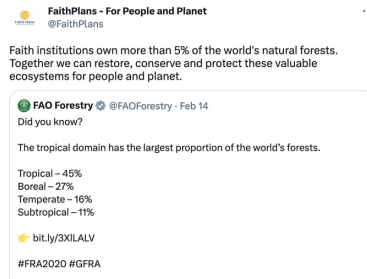 FaithPlans - For People and Planet
@FaithPlans
Faith institutions own more than 5% of the world's natural forests.
Together we can restore, conserve and protect these valuable
ecosystems for people and planet.
FAO Forestry @FAOForestry · Feb 14
Did you know?
The tropical domain has the largest proportion of the world's forests.
Tropical – 45%
Boreal – 27%
Temperate – 16%
Subtropical – 11%
👉 bit.ly/3XlLALV
#FRA2020 #GFRA